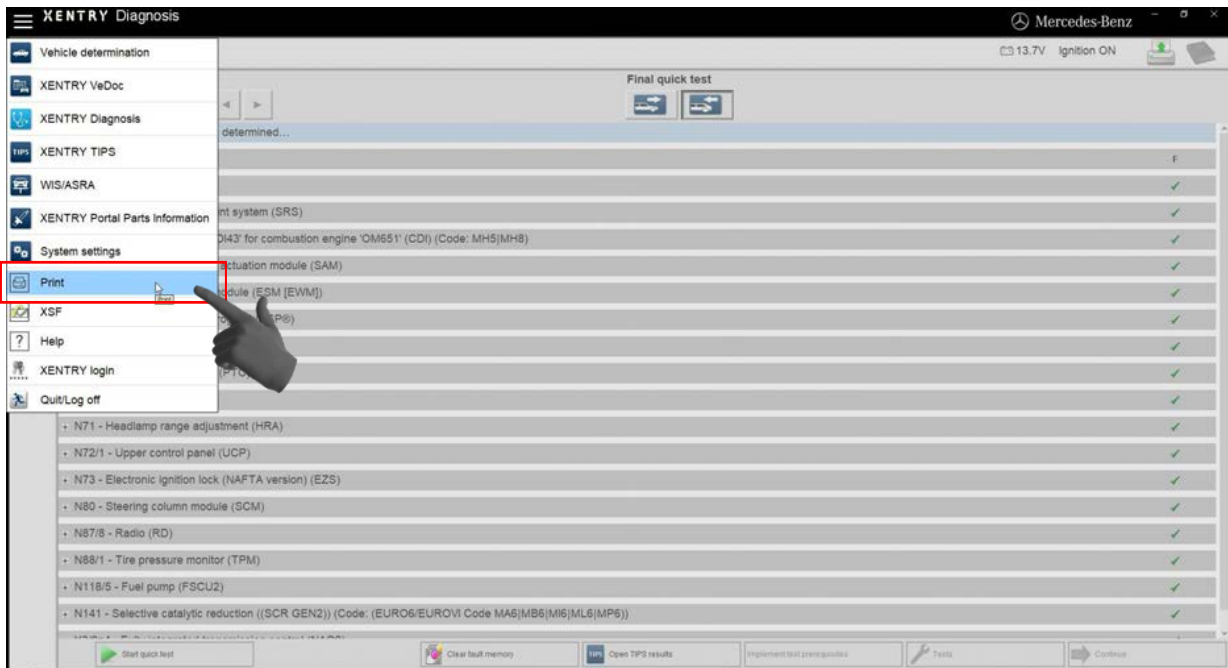 XENTRY Diagnosis
Mercedes-Benz
13.7V Ignition ON
Vehicle determination
XENTRY VeDoc
XENTRY Diagnosis
XENTRY TIPS
WIS/ASRA
XENTRY Portal Parts Information
System settings
Print
Print
XSF
Help
XENTRY login
Quit/Log off
Final quick test
determined...
F
nt system (SRS)
DI43' for combustion engine 'OM651' (CDI) (Code: MH5|MH8)
actuation module (SAM)
odule (ESM [EWM])
SP®)
(PTC)
+ N71 - Headlamp range adjustment (HRA)
+ N72/1 - Upper control panel (UCP)
+ N73 - Electronic ignition lock (NAFTA version) (EZS)
+ N80 - Steering column module (SCM)
+ N87/8 - Radio (RD)
+ N88/1 - Tire pressure monitor (TPM)
+ N118/5 - Fuel pump (FSCU2)
+ N141 - Selective catalytic reduction ((SCR GEN2)) (Code: (EURO6/EUROVI Code MA6|MB6|MI6|ML6|MP6))
Start quick test
Clear fault memory
TIPS Open TIPS results
Implement test prerequisites
Tests
Continue